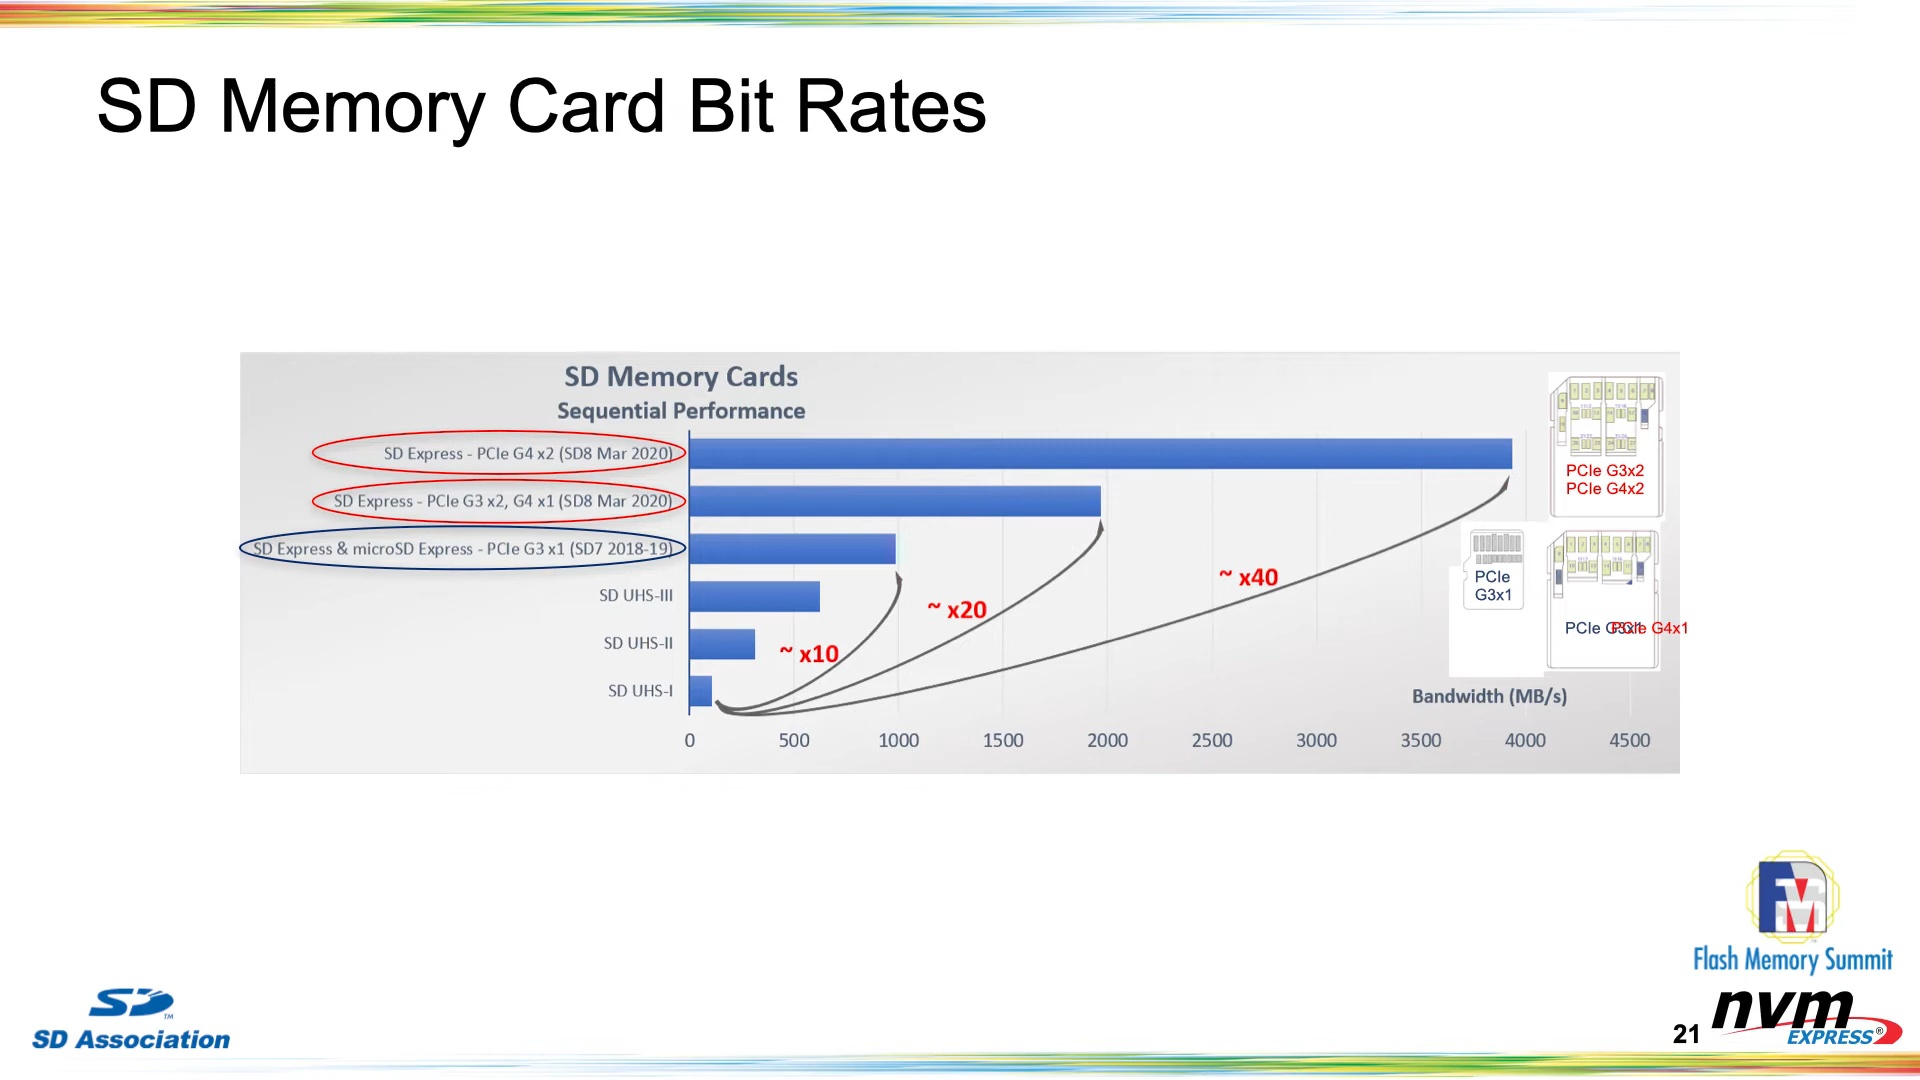 SD Memory Card Bit Rates
SD Memory Cards
Sequential Performance
SD Express - PCIe G4 x2 (SD8 Mar 2020)
SD Express - PCIe G3 x2, G4 x1 (SD8 Mar 2020)
SD Express & microSD Express - PCIe G3 x1 (SD7 2018-19)
SD UHS-III
SD UHS-II
SD UHS-I
~ x10
~ x20
~ x40
PCIe G3x2
PCIe G4x2
PCIe
G3x1
PCIe G3x1
PCIe G4x1
Bandwidth (MB/s)
0 500 1000 1500 2000 2500 3000 3500 4000 4500
Flash Memory Summit
SD
TM
SD Association
21
nvm
EXPRESS®